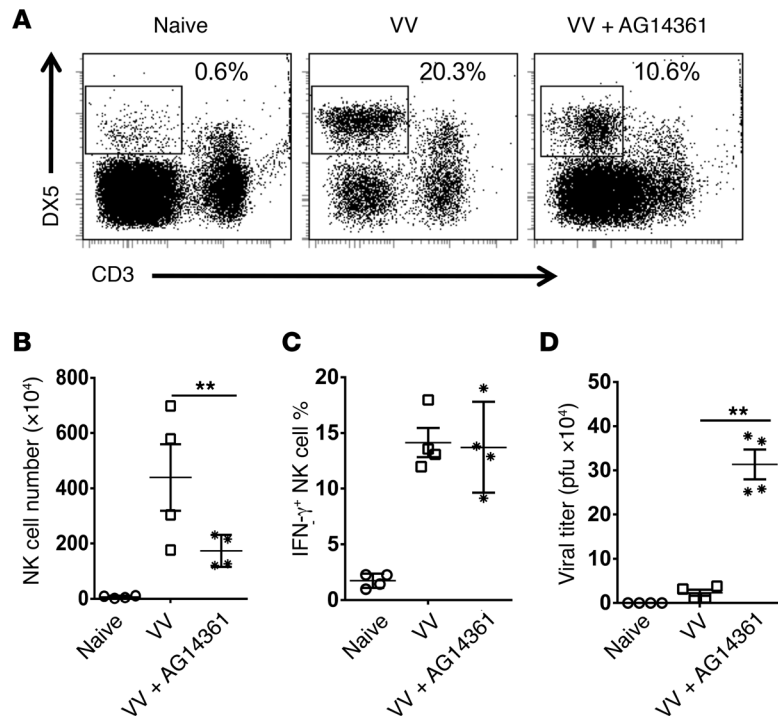 A
Naive
VV
VV + AG14361
0.6%
20.3%
10.6%
DX5
CD3
B
NK cell number (×10⁴)
800
600
400
200
0
**
Naive
VV
VV + AG14361
C
IFN-γ⁺ NK cell %
20
15
10
5
0
Naive
VV
VV + AG14361
D
Viral titer (pfu ×10⁴)
50
40
30
20
10
0
**
Naive
VV
VV + AG14361